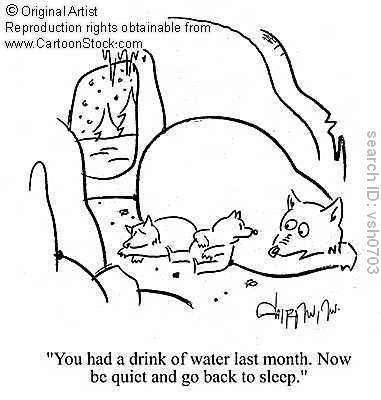 © Original Artist
Reproduction rights obtainable from
www.CartoonStock.com
search ID: vsh0703
"You had a drink of water last month. Now
be quiet and go back to sleep."